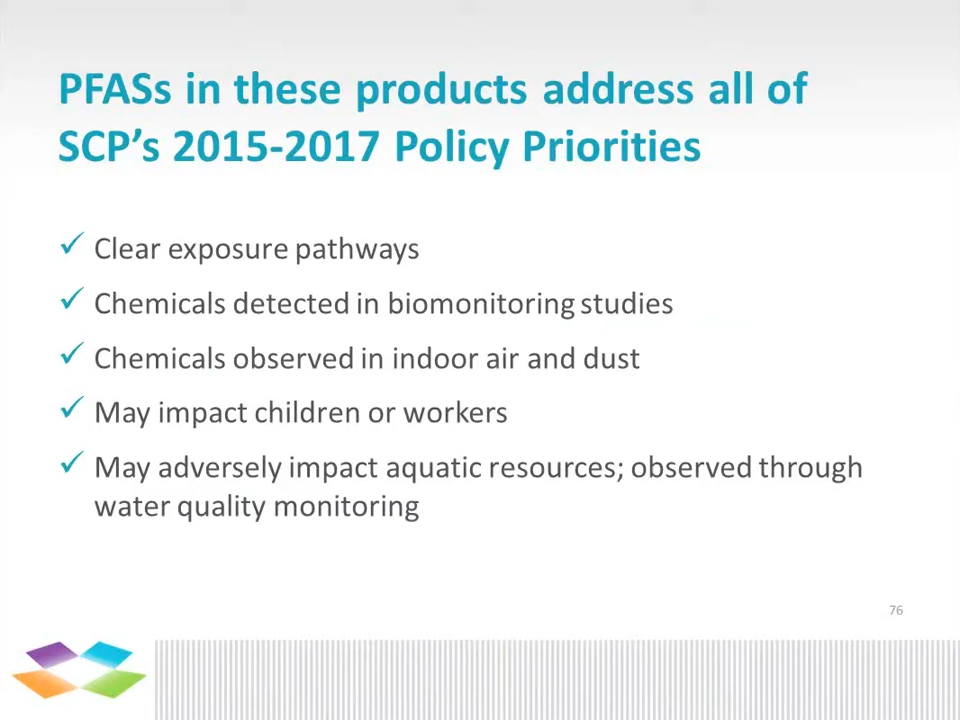 PFASs in these products address all of
SCP's 2015-2017 Policy Priorities
✓ Clear exposure pathways
✓ Chemicals detected in biomonitoring studies
✓ Chemicals observed in indoor air and dust
✓ May impact children or workers
✓ May adversely impact aquatic resources; observed through
water quality monitoring
76